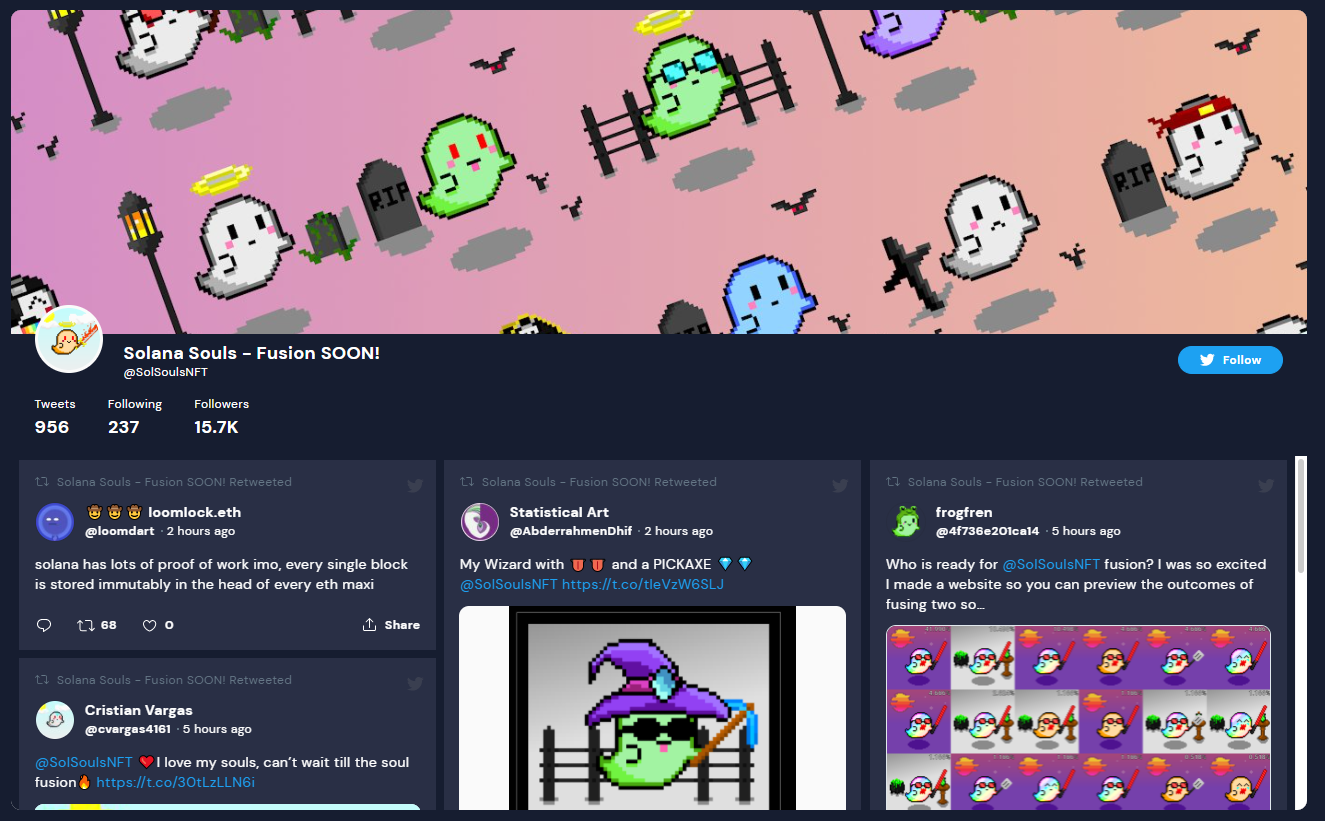 RIP
RIP
RIP
Solana Souls - Fusion SOON!
@SolSoulsNFT
Follow
Tweets
Following
Followers
956
237
15.7K
Solana Souls - Fusion SOON! Retweeted
🤠🤠🤠 loomlock.eth
@loomdart · 2 hours ago
solana has lots of proof of work imo, every single block
is stored immutably in the head of every eth maxi
68
0
Share
Solana Souls - Fusion SOON! Retweeted
Cristian Vargas
@cvargas4161 · 5 hours ago
@SolSoulsNFT ❤️I love my souls, can't wait till the soul
fusion🔥 https://t.co/3OtLzLLN6i
Solana Souls - Fusion SOON! Retweeted
Statistical Art
@AbderrahmenDhif · 2 hours ago
My Wizard with 👅👅 and a PICKAXE 💎💎
@SolSoulsNFT https://t.co/tleVzW6SLJ
Solana Souls - Fusion SOON! Retweeted
frogfren
@4f736e201ca14 · 5 hours ago
Who is ready for @SolSoulsNFT fusion? I was so excited
I made a website so you can preview the outcomes of
fusing two so…